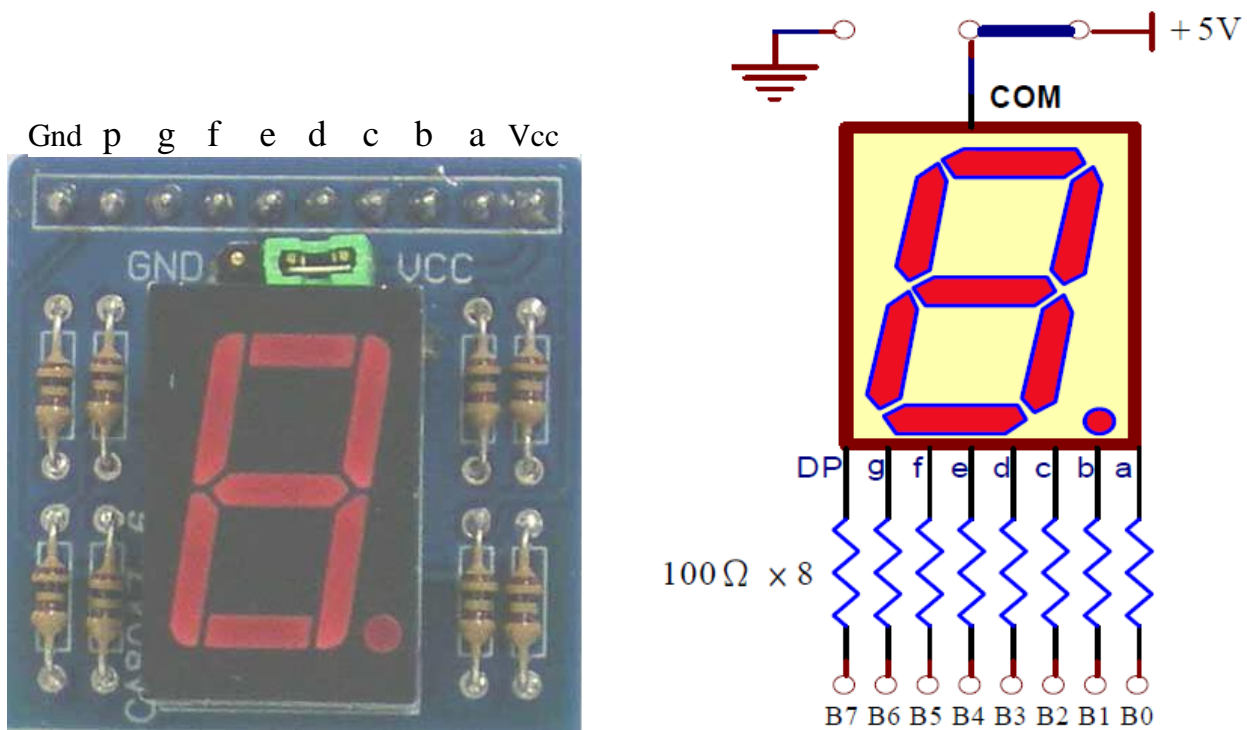 Gnd p g f e d c b a Vcc
GND VCC
+5V
COM
DP g f e d c b a
100Ω ×8
B7 B6 B5 B4 B3 B2 B1 B0